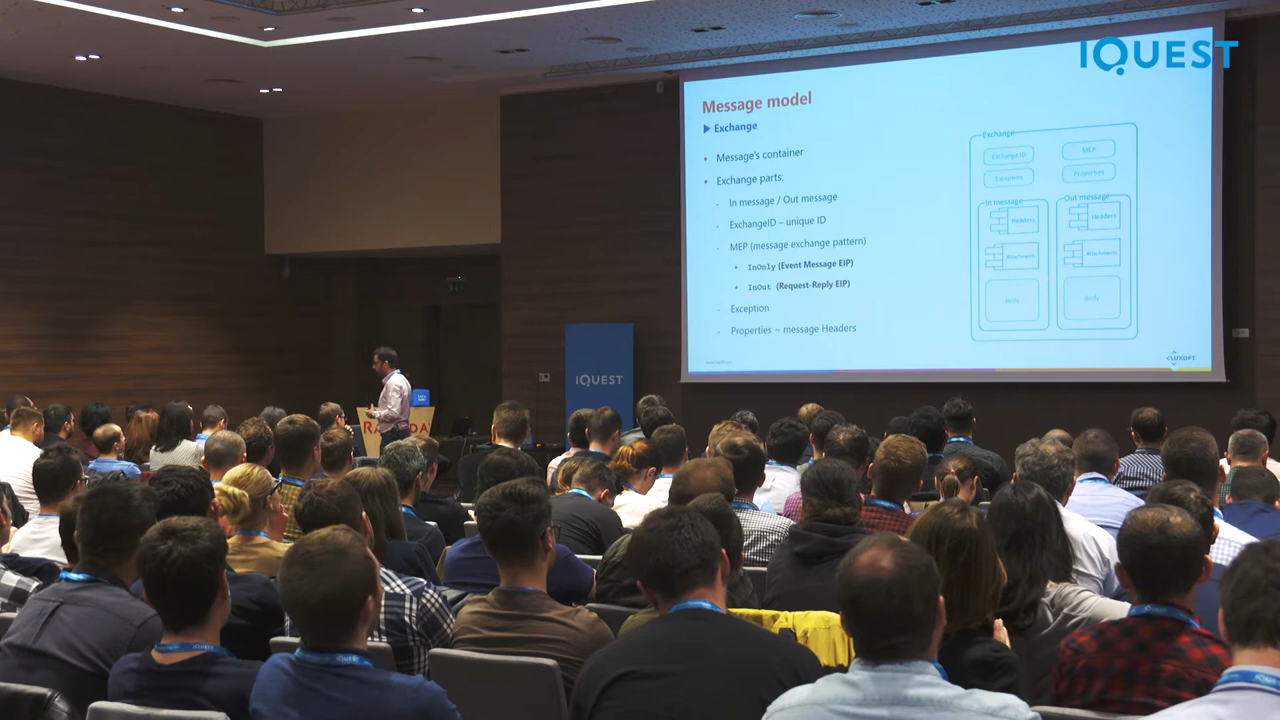 IQUEST
Message model
Exchange
Message's container
Exchange parts:
In message / Out message
ExchangeID – unique ID
MEP (message exchange pattern)
InOnly (Event Message EIP)
InOut (Request-Reply EIP)
Exception
Properties ~ message Headers
Exchange
ExchangeID
MEP
Exception
Properties
In message
Out message
Headers
Headers
Attachments
Attachments
Body
Body
LUXOFT
IQUEST